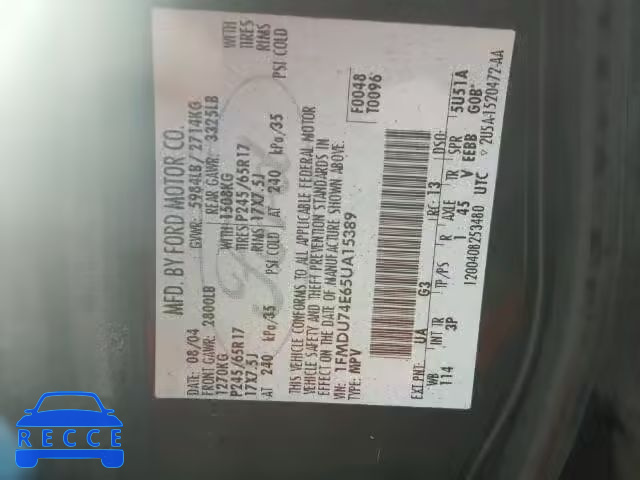 MFD. BY FORD MOTOR CO.
DATE: 08/04 GVWR: 5984LB/ 2714KG
FRONT GAWR: 2800LB REAR GAWR: 3325LB
1270KG WITH 1508KG WITH
P245/65R17 TIRES P245/65R17 TIRES
17X7.5J RIMS 17X7.5J RIMS
AT 240 kPa/35 PSI COLD AT 240 kPa/35 PSI COLD
THIS VEHICLE CONFORMS TO ALL APPLICABLE FEDERAL MOTOR
VEHICLE SAFETY AND THEFT PREVENTION STANDARDS IN
EFFECT ON THE DATE OF MANUFACTURE SHOWN ABOVE.
VIN: 1FMDU74E65UA15389 F0048
TYPE: MPV T0096
EXT PNT: UA G3 RC: 13 DSO:
WB INT TR TP/PS R AXLE TR SPR 5U51A
114 3P 1 45 V EEBB GOB
1200408253480 UTC 2U5A-1520472-AA
RECCE